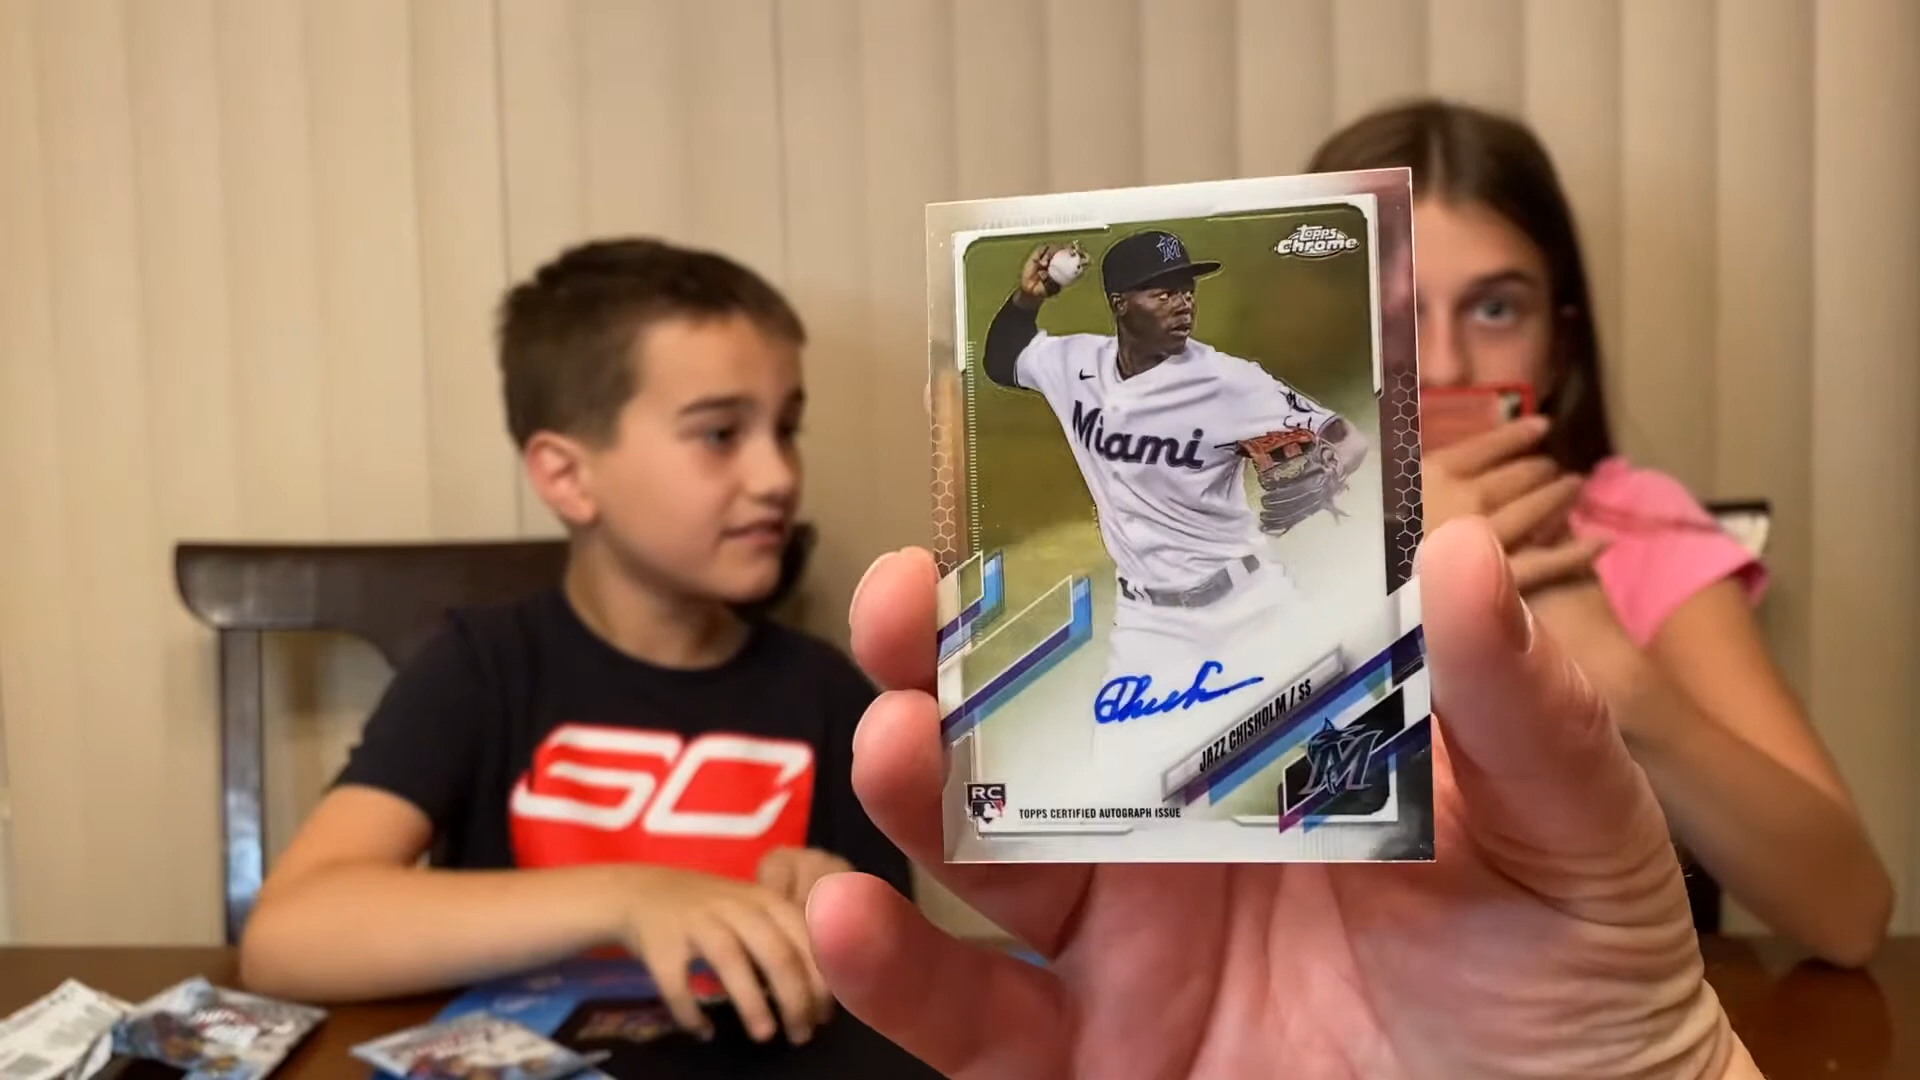 Topps
Chrome
M
Miami
JAZZ CHISHOLM / SS
M
RC
TOPPS CERTIFIED AUTOGRAPH ISSUE